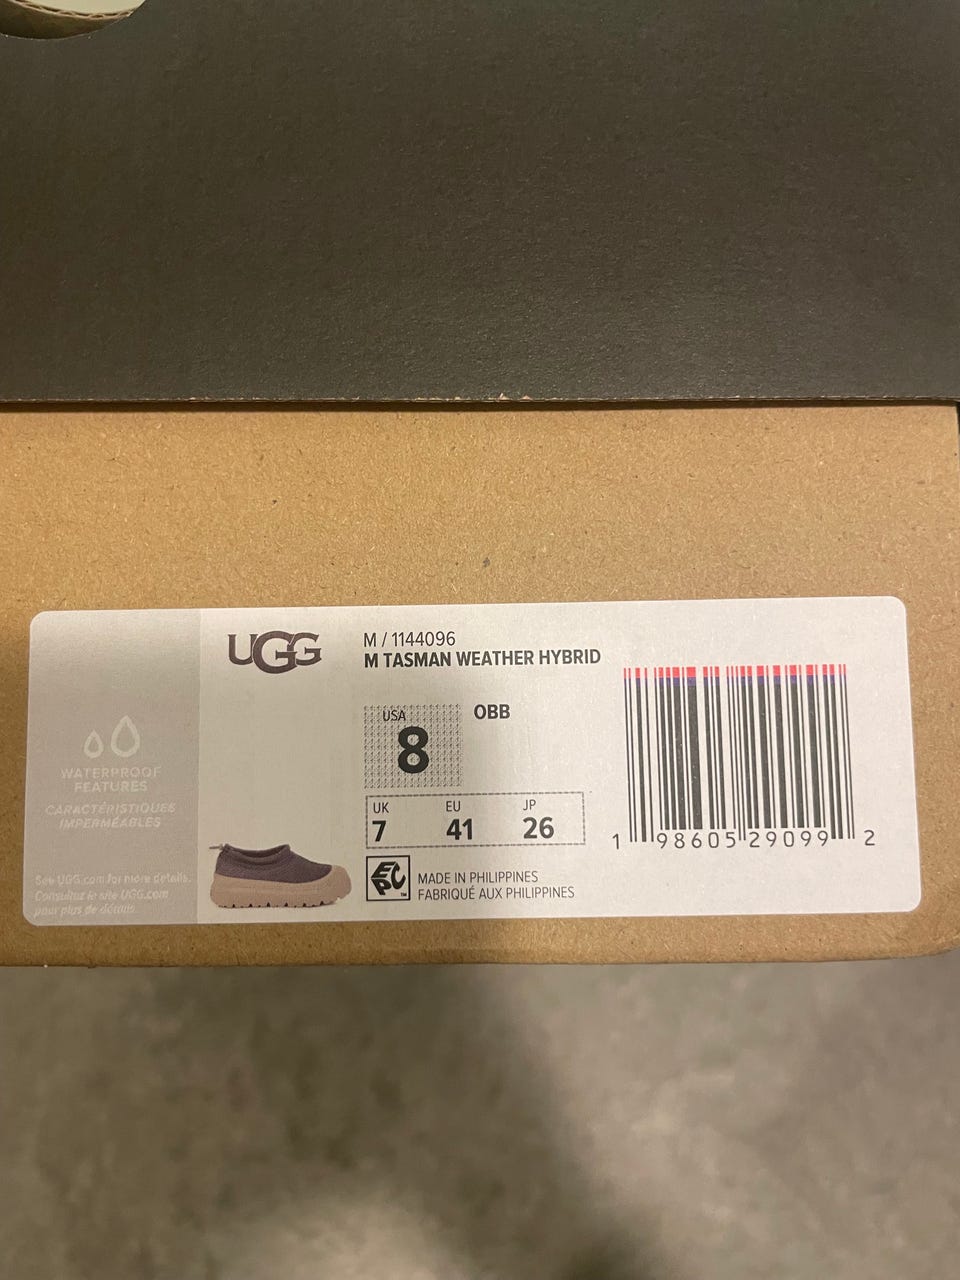 WATERPROOF
FEATURES
CARACTÉRISTIQUES
IMPERMÉABLES
See UGG.com for more details.
Consultez le site UGG.com
pour plus de détails.
UGG
M / 1144096
M TASMAN WEATHER HYBRID
USA
8
OBB
UK EU JP
7 41 26
EPC
TM
MADE IN PHILIPPINES
FABRIQUÉ AUX PHILIPPINES
1 98605 29099 2